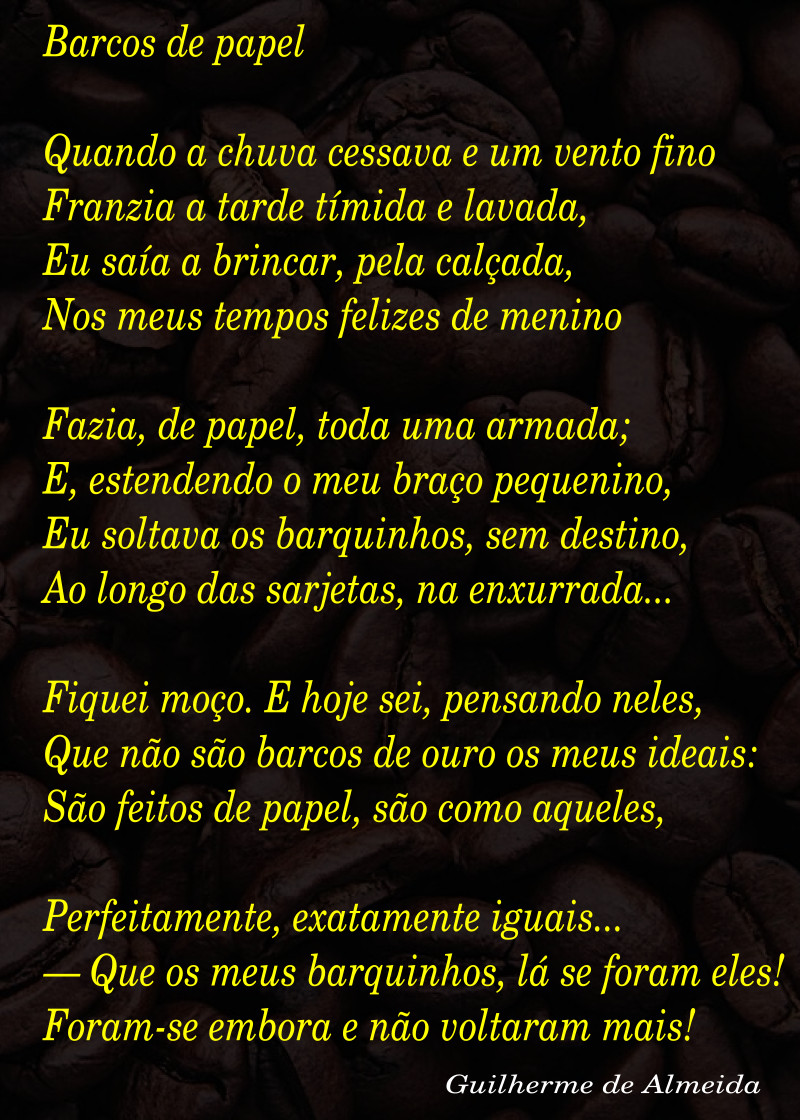 Barcos de papel
Quando a chuva cessava e um vento fino
Franzia a tarde tímida e lavada,
Eu saía a brincar, pela calçada,
Nos meus tempos felizes de menino
Fazia, de papel, toda uma armada;
E, estendendo o meu braço pequenino,
Eu soltava os barquinhos, sem destino,
Ao longo das sarjetas, na enxurrada...
Fiquei moço. E hoje sei, pensando neles,
Que não são barcos de ouro os meus ideais:
São feitos de papel, são como aqueles,
Perfeitamente, exatamente iguais...
— Que os meus barquinhos, lá se foram eles!
Foram-se embora e não voltaram mais!
Guilherme de Almeida